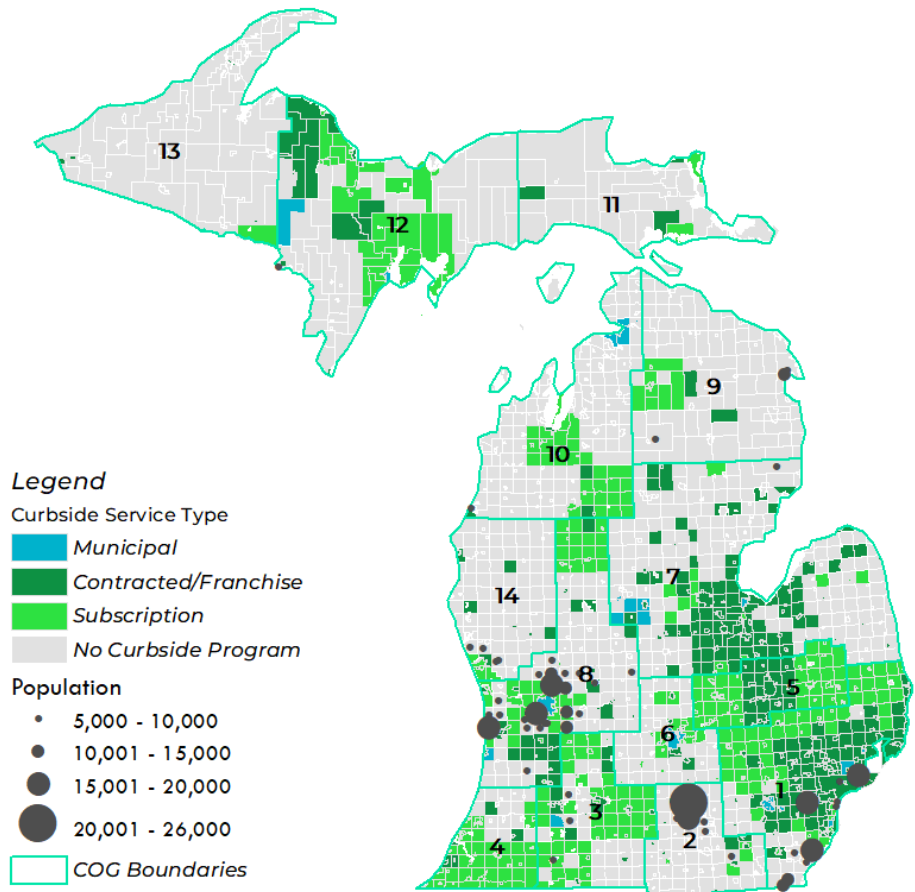 13
12
11
9
10
7
14
8
5
6
1
3
2
4
Legend
Curbside Service Type
Municipal
Contracted/Franchise
Subscription
No Curbside Program
Population
5,000 - 10,000
10,001 - 15,000
15,001 - 20,000
20,001 - 26,000
COG Boundaries